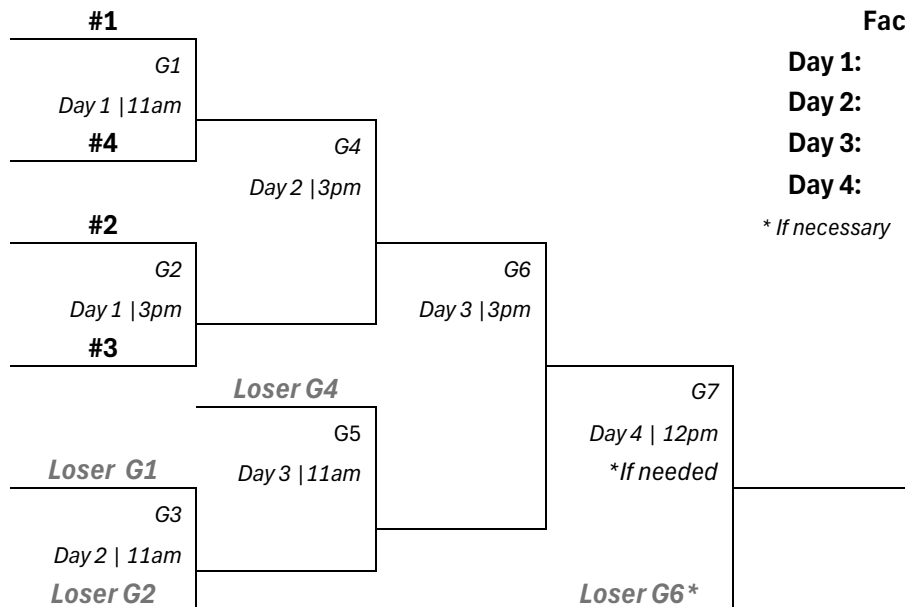 #1
Fac
G1
Day 1:
Day 1 | 11am
Day 2:
#4
G4
Day 3:
Day 2 | 3pm
Day 4:
#2
* If necessary
G2
G6
Day 1 | 3pm
Day 3 | 3pm
#3
Loser G4
G7
G5
Day 4 | 12pm
Loser G1
Day 3 | 11am
*If needed
G3
Day 2 | 11am
Loser G2
Loser G6*